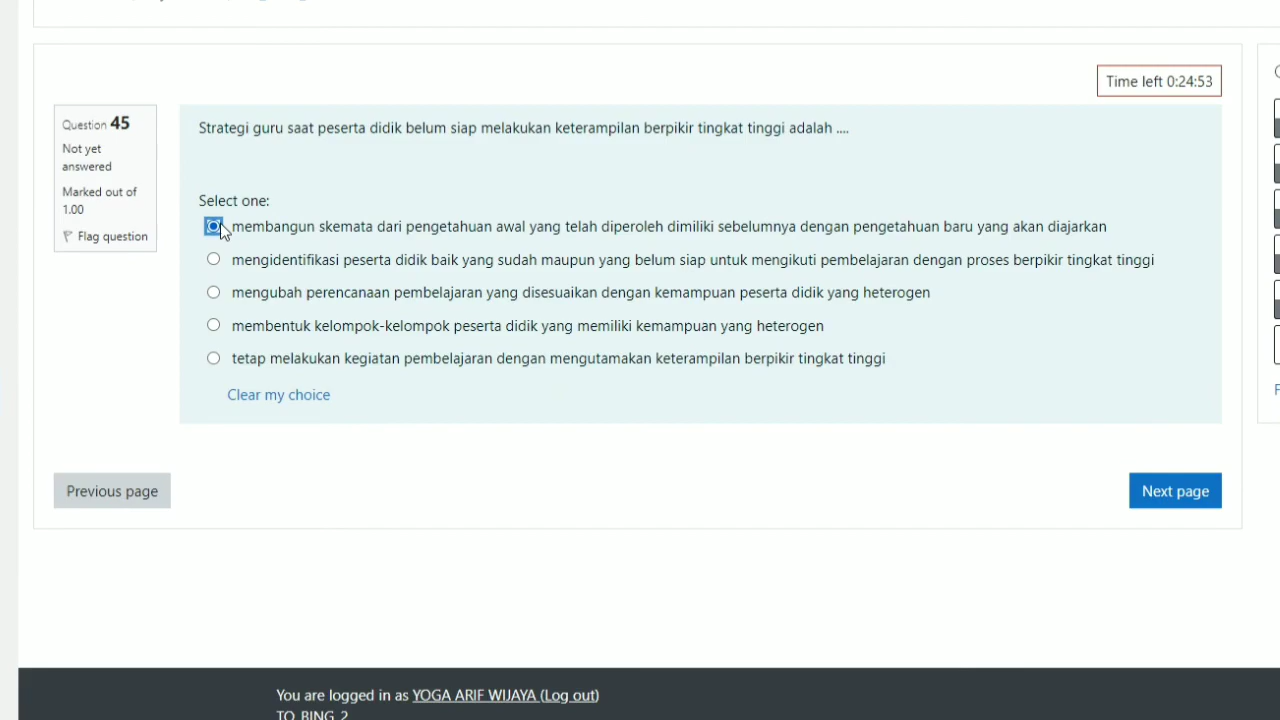 Time left 0:24:53
Question 45
Not yet
answered
Marked out of
1.00
Flag question
Strategi guru saat peserta didik belum siap melakukan keterampilan berpikir tingkat tinggi adalah ....
Select one:
membangun skemata dari pengetahuan awal yang telah diperoleh dimiliki sebelumnya dengan pengetahuan baru yang akan diajarkan
mengidentifikasi peserta didik baik yang sudah maupun yang belum siap untuk mengikuti pembelajaran dengan proses berpikir tingkat tinggi
mengubah perencanaan pembelajaran yang disesuaikan dengan kemampuan peserta didik yang heterogen
membentuk kelompok-kelompok peserta didik yang memiliki kemampuan yang heterogen
tetap melakukan kegiatan pembelajaran dengan mengutamakan keterampilan berpikir tingkat tinggi
Clear my choice
Previous page
Next page
You are logged in as YOGA ARIF WIJAYA (Log out)
TO_BING_2